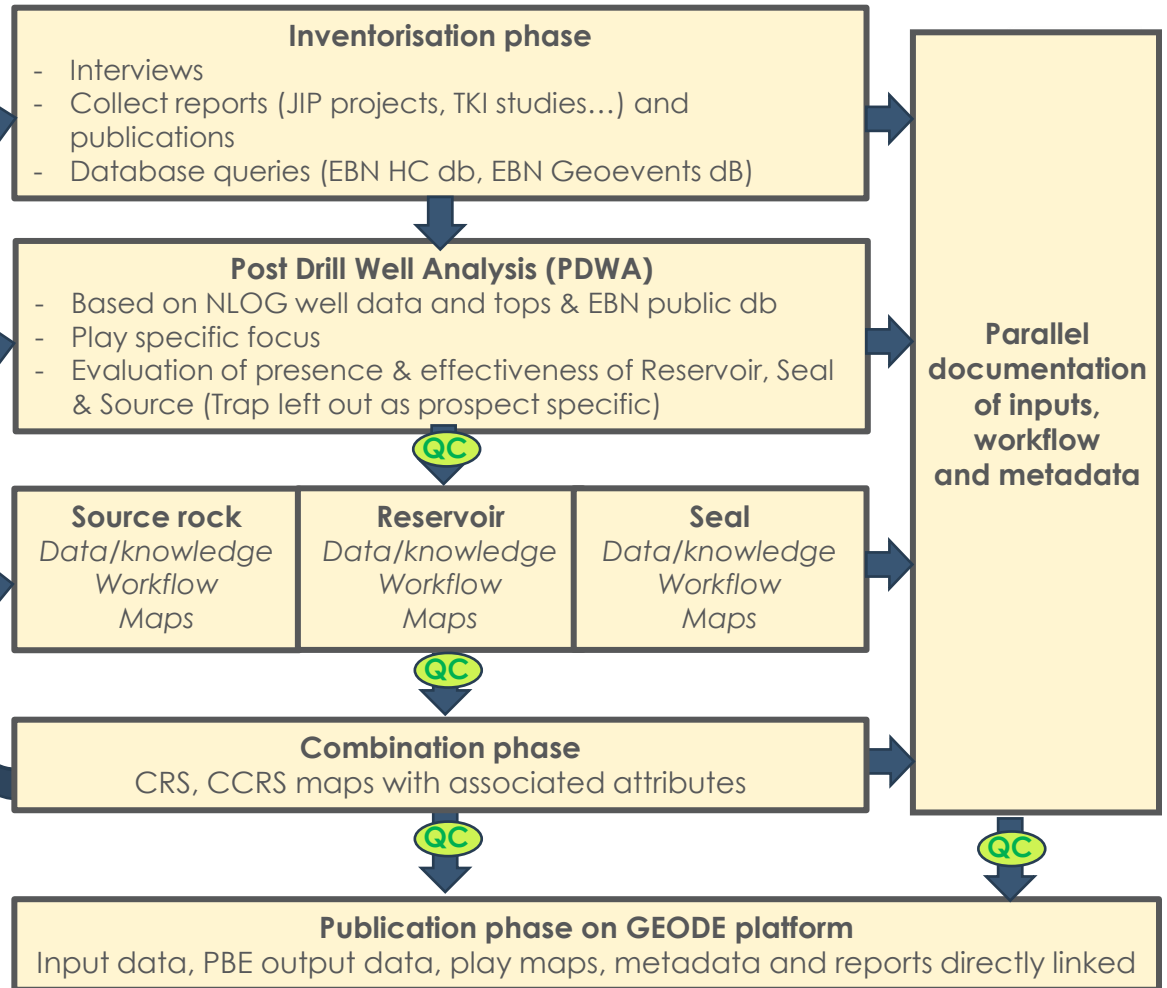 Inventorisation phase
- Interviews
- Collect reports (JIP projects, TKI studies…) and
publications
- Database queries (EBN HC db, EBN Geoevents dB)
Post Drill Well Analysis (PDWA)
- Based on NLOG well data and tops & EBN public db
- Play specific focus
- Evaluation of presence & effectiveness of Reservoir, Seal
& Source (Trap left out as prospect specific)
QC
Source rock
Data/knowledge
Workflow
Maps
Reservoir
Data/knowledge
Workflow
Maps
Seal
Data/knowledge
Workflow
Maps
QC
Combination phase
CRS, CCRS maps with associated attributes
QC
Parallel
documentation
of inputs,
workflow
and metadata
QC
Publication phase on GEODE platform
Input data, PBE output data, play maps, metadata and reports directly linked